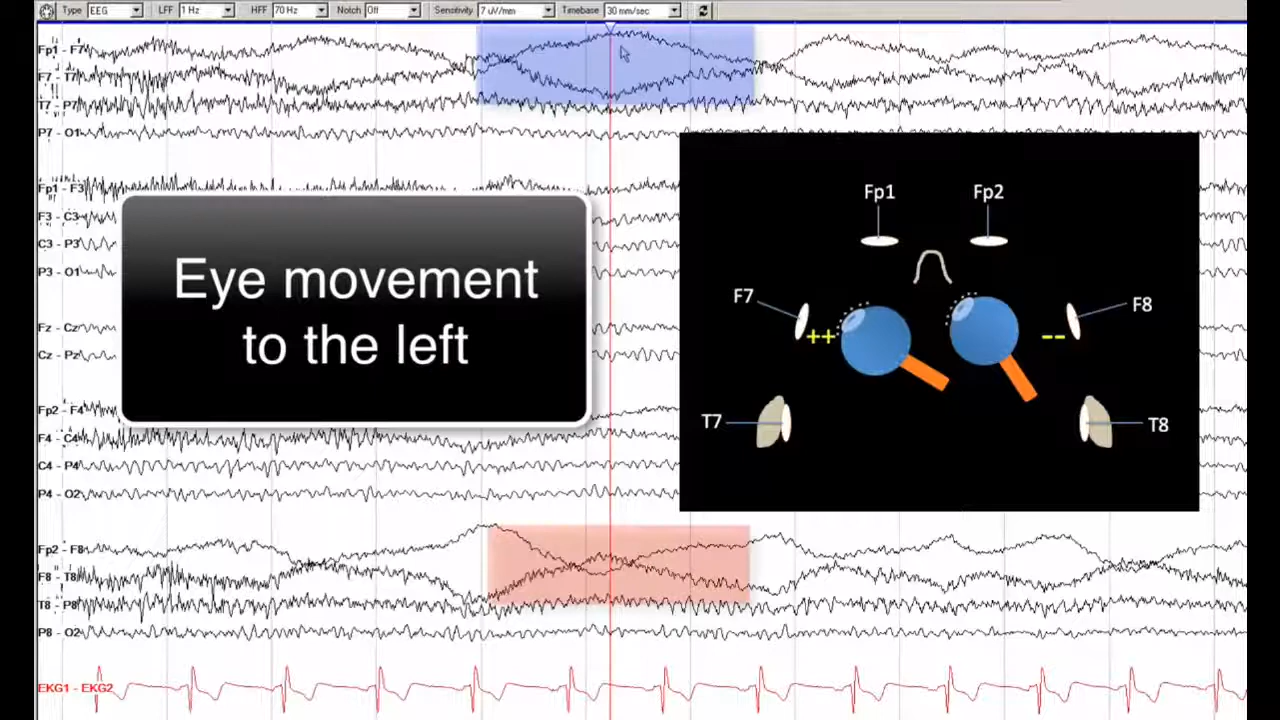 Type EEG LFF 1 Hz HFF 70 Hz Notch Off Sensitivity 7 uV/mm Timebase 30 mm/sec
Fp1 - F7
F7 - T7
T7 - P7
P7 - O1
Fp1 - F3
F3 - C3
C3 - P3
P3 - O1
Fz - Cz
Cz - Pz
Fp2 - F4
F4 - C4
C4 - P4
P4 - O2
Fp2 - F8
F8 - T8
T8 - P8
P8 - O2
EKG1 - EKG2
Eye movement
to the left
Fp1 Fp2
F7 F8
++ --
T7 T8